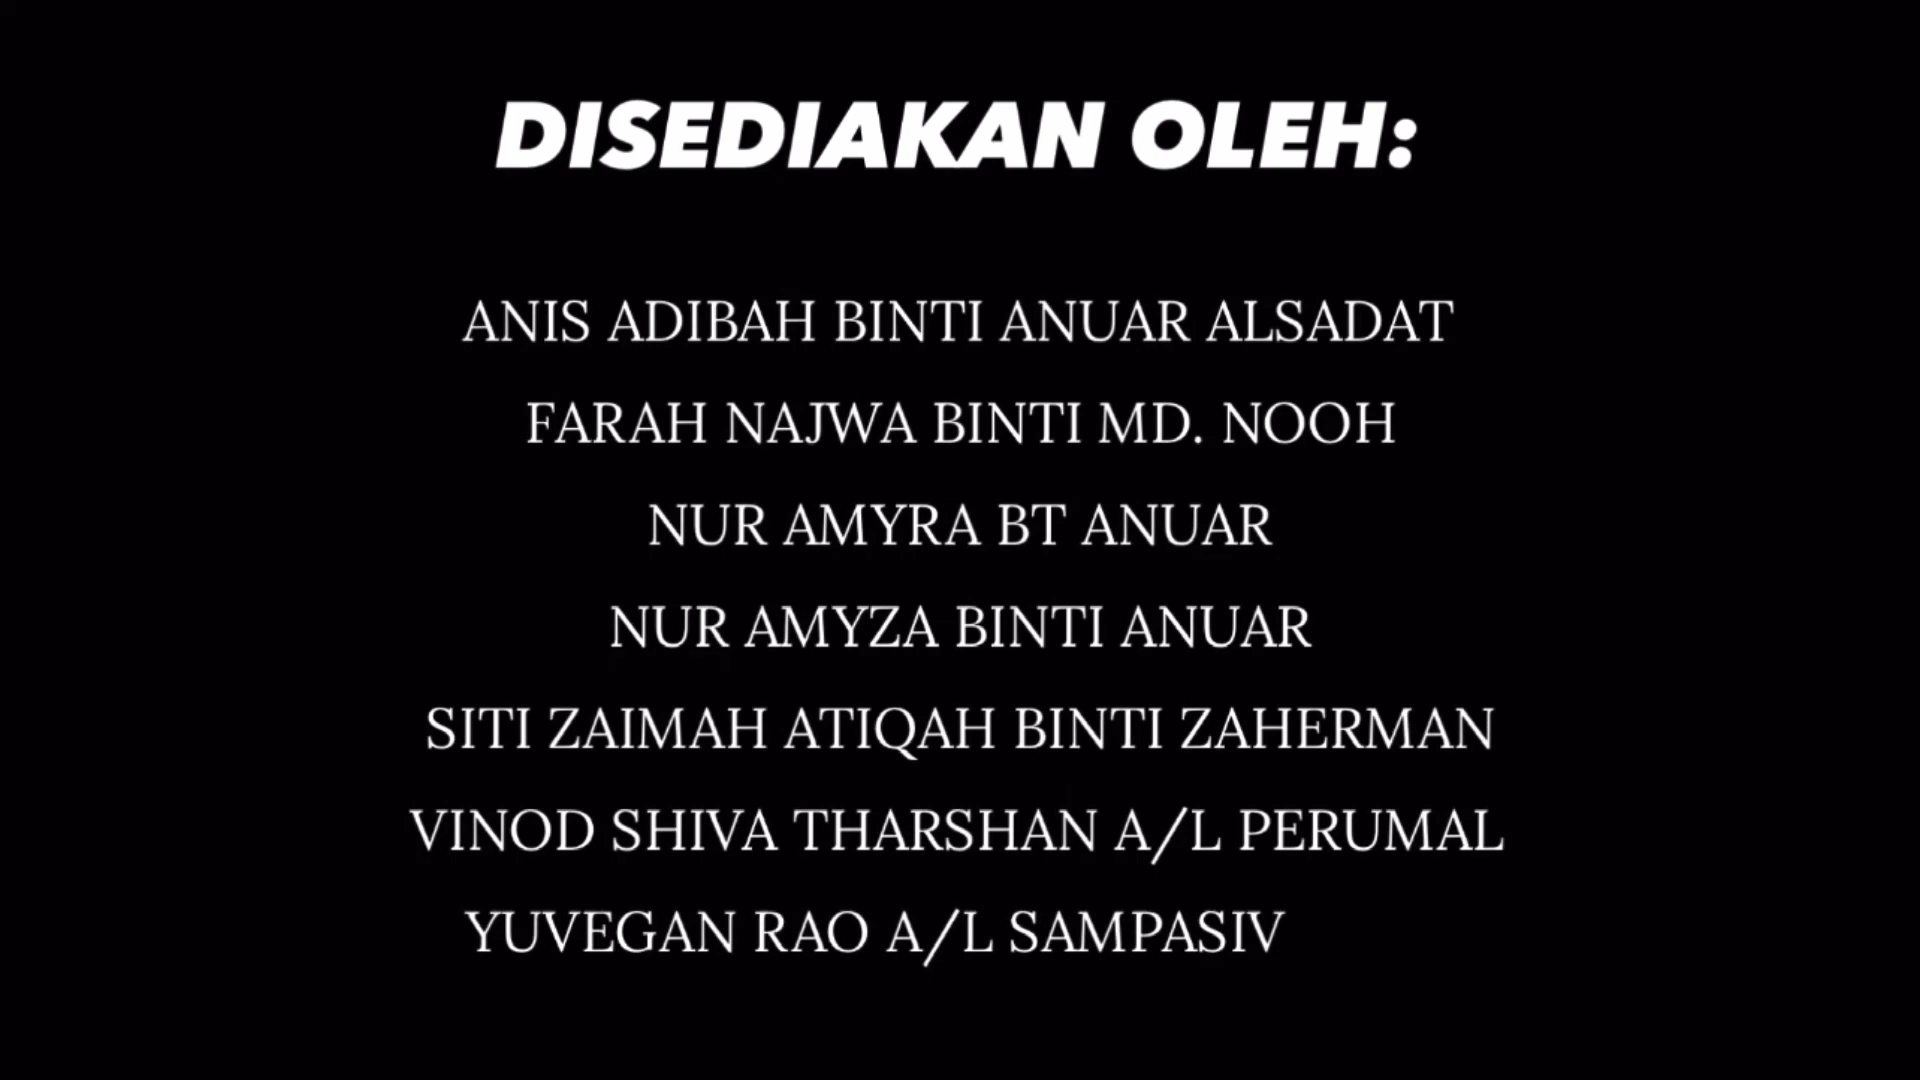 DISEDIAKAN OLEH:
ANIS ADIBAH BINTI ANUAR ALSADAT
FARAH NAJWA BINTI MD. NOOH
NUR AMYRA BT ANUAR
NUR AMYZA BINTI ANUAR
SITI ZAIMAH ATIQAH BINTI ZAHERMAN
VINOD SHIVA THARSHAN A/L PERUMAL
YUVEGAN RAO A/L SAMPASIV